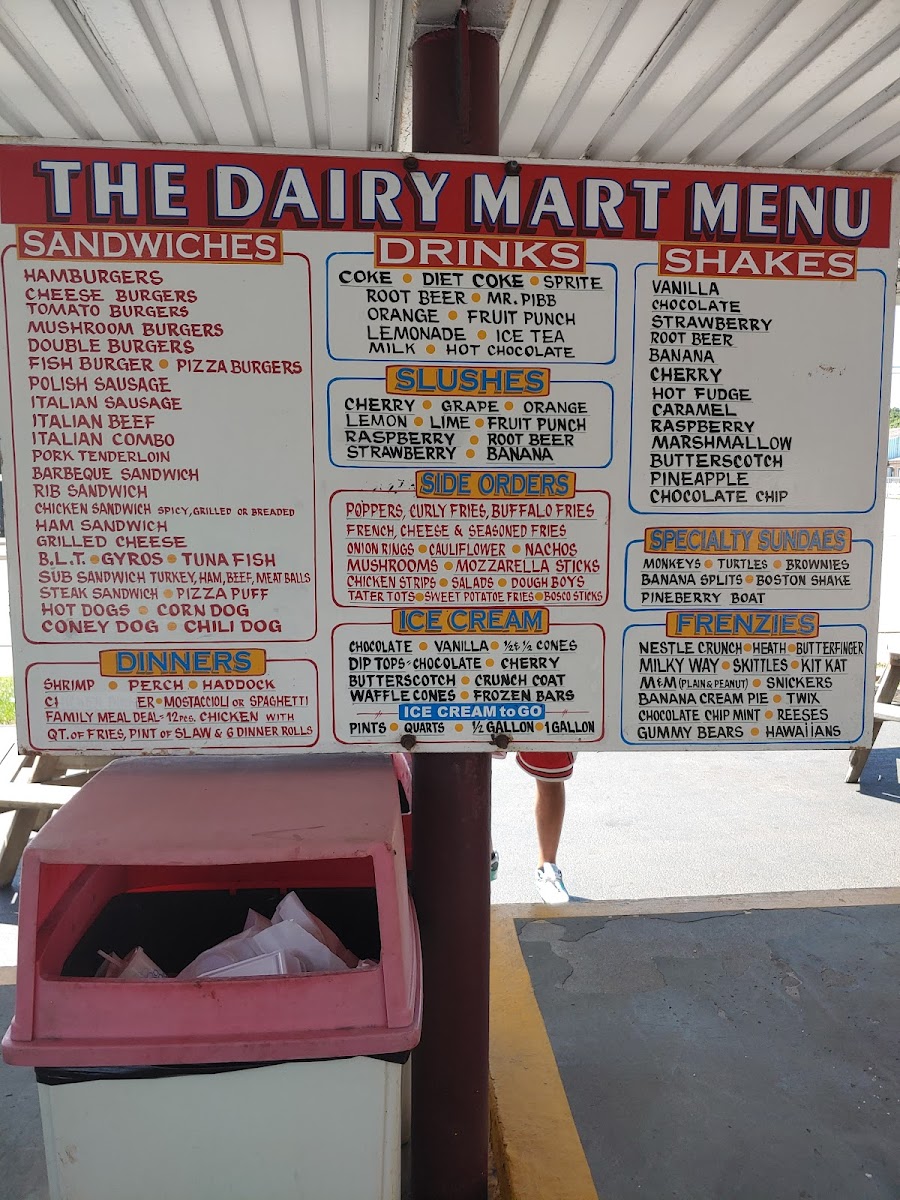 THE DAIRY MART MENU
SANDWICHES
HAMBURGERS
CHEESE BURGERS
TOMATO BURGERS
MUSHROOM BURGERS
DOUBLE BURGERS
FISH BURGER • PIZZA BURGERS
POLISH SAUSAGE
ITALIAN SAUSAGE
ITALIAN BEEF
ITALIAN COMBO
PORK TENDERLOIN
BARBEQUE SANDWICH
RIB SANDWICH
CHICKEN SANDWICH SPICY, GRILLED OR BREADED
HAM SANDWICH
GRILLED CHEESE
B.L.T. • GYROS • TUNA FISH
SUB SANDWICH TURKEY, HAM, BEEF, MEAT BALLS
STEAK SANDWICH • PIZZA PUFF
HOT DOGS • CORN DOG
CONEY DOG • CHILI DOG
DINNERS
SHRIMP • PERCH • HADDOCK
ER • MOSTACCIOLI OR SPAGHETTI
FAMILY MEAL DEAL = 12 PCS. CHICKEN WITH
QT. OF FRIES, PINT OF SLAW & 6 DINNER ROLLS
DRINKS
COKE • DIET COKE • SPRITE
ROOT BEER • MR. PIBB
ORANGE • FRUIT PUNCH
LEMONADE • ICE TEA
MILK • HOT CHOCOLATE
SLUSHES
CHERRY • GRAPE • ORANGE
LEMON • LIME • FRUIT PUNCH
RASPBERRY • ROOT BEER
STRAWBERRY • BANANA
SIDE ORDERS
POPPERS, CURLY FRIES, BUFFALO FRIES
FRENCH, CHEESE & SEASONED FRIES
ONION RINGS • CAULIFLOWER • NACHOS
MUSHROOMS • MOZZARELLA STICKS
CHICKEN STRIPS • SALADS • DOUGH BOYS
TATER TOTS • SWEET POTATOE FRIES • BOSCO STICKS
ICE CREAM
CHOCOLATE • VANILLA • ½ & ½ CONES
DIP TOPS = CHOCOLATE • CHERRY
BUTTERSCOTCH • CRUNCH COAT
WAFFLE CONES • FROZEN BARS
ICE CREAM to GO
PINTS • QUARTS • ½ GALLON • 1 GALLON
SHAKES
VANILLA
CHOCOLATE
STRAWBERRY
ROOT BEER
BANANA
CHERRY
HOT FUDGE
CARAMEL
RASPBERRY
MARSHMALLOW
BUTTERSCOTCH
PINEAPPLE
CHOCOLATE CHIP
SPECIALTY SUNDAES
MONKEYS • TURTLES • BROWNIES
BANANA SPLITS • BOSTON SHAKE
PINEBERRY BOAT
FRENZIES
NESTLE CRUNCH • HEATH • BUTTERFINGER
MILKY WAY • SKITTLES • KIT KAT
M&M (PLAIN & PEANUT) • SNICKERS
BANANA CREAM PIE • TWIX
CHOCOLATE CHIP MINT • REESES
GUMMY BEARS • HAWAIIANS